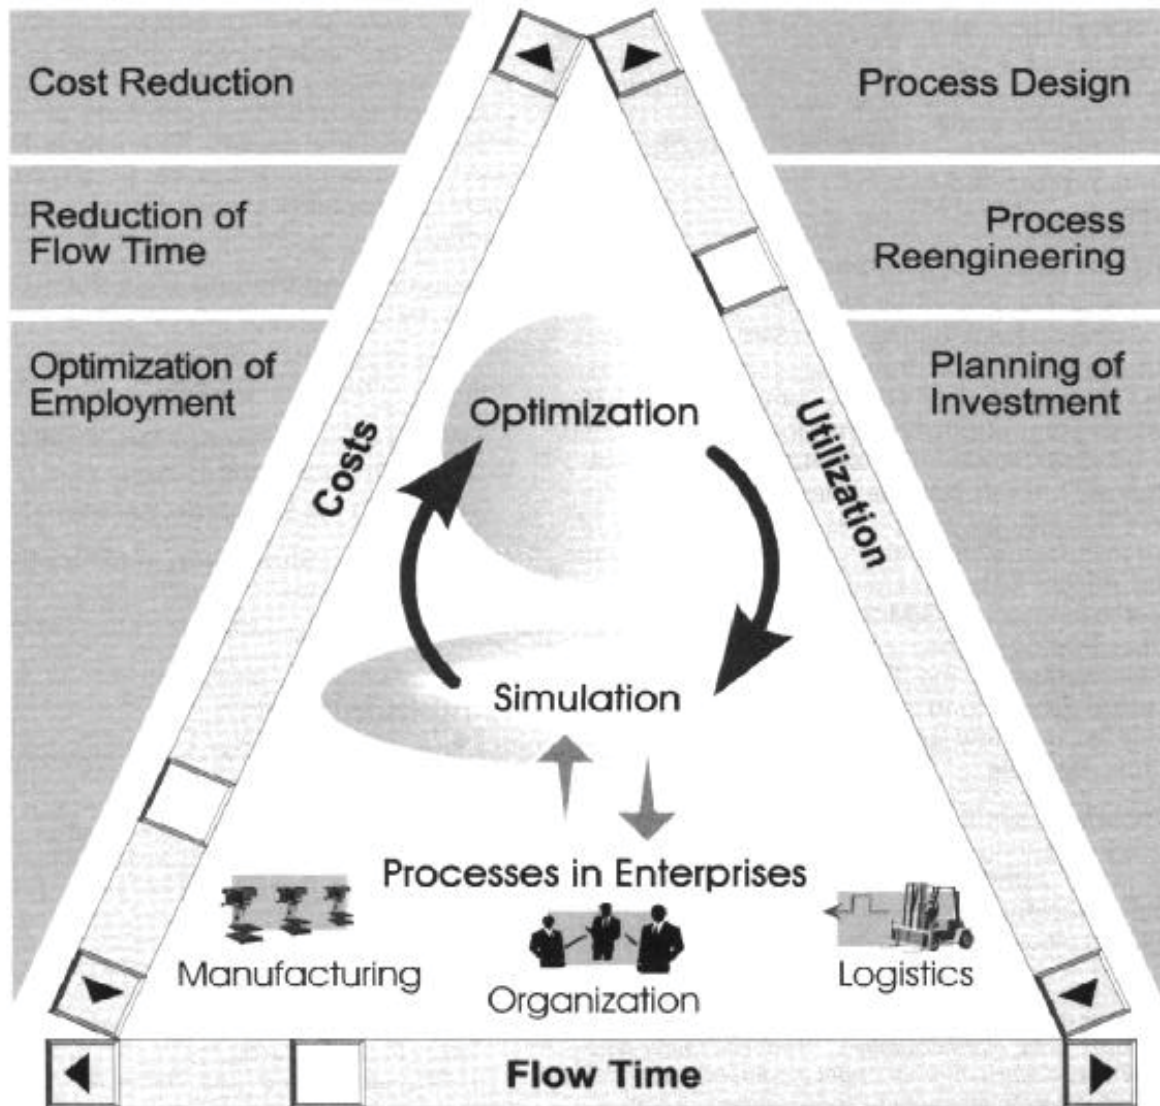 Cost Reduction
Process Design
Reduction of
Flow Time
Process
Reengineering
Optimization of
Employment
Planning of
Investment
Costs
Utilization
Optimization
Simulation
Processes in Enterprises
Manufacturing
Organization
Logistics
Flow Time